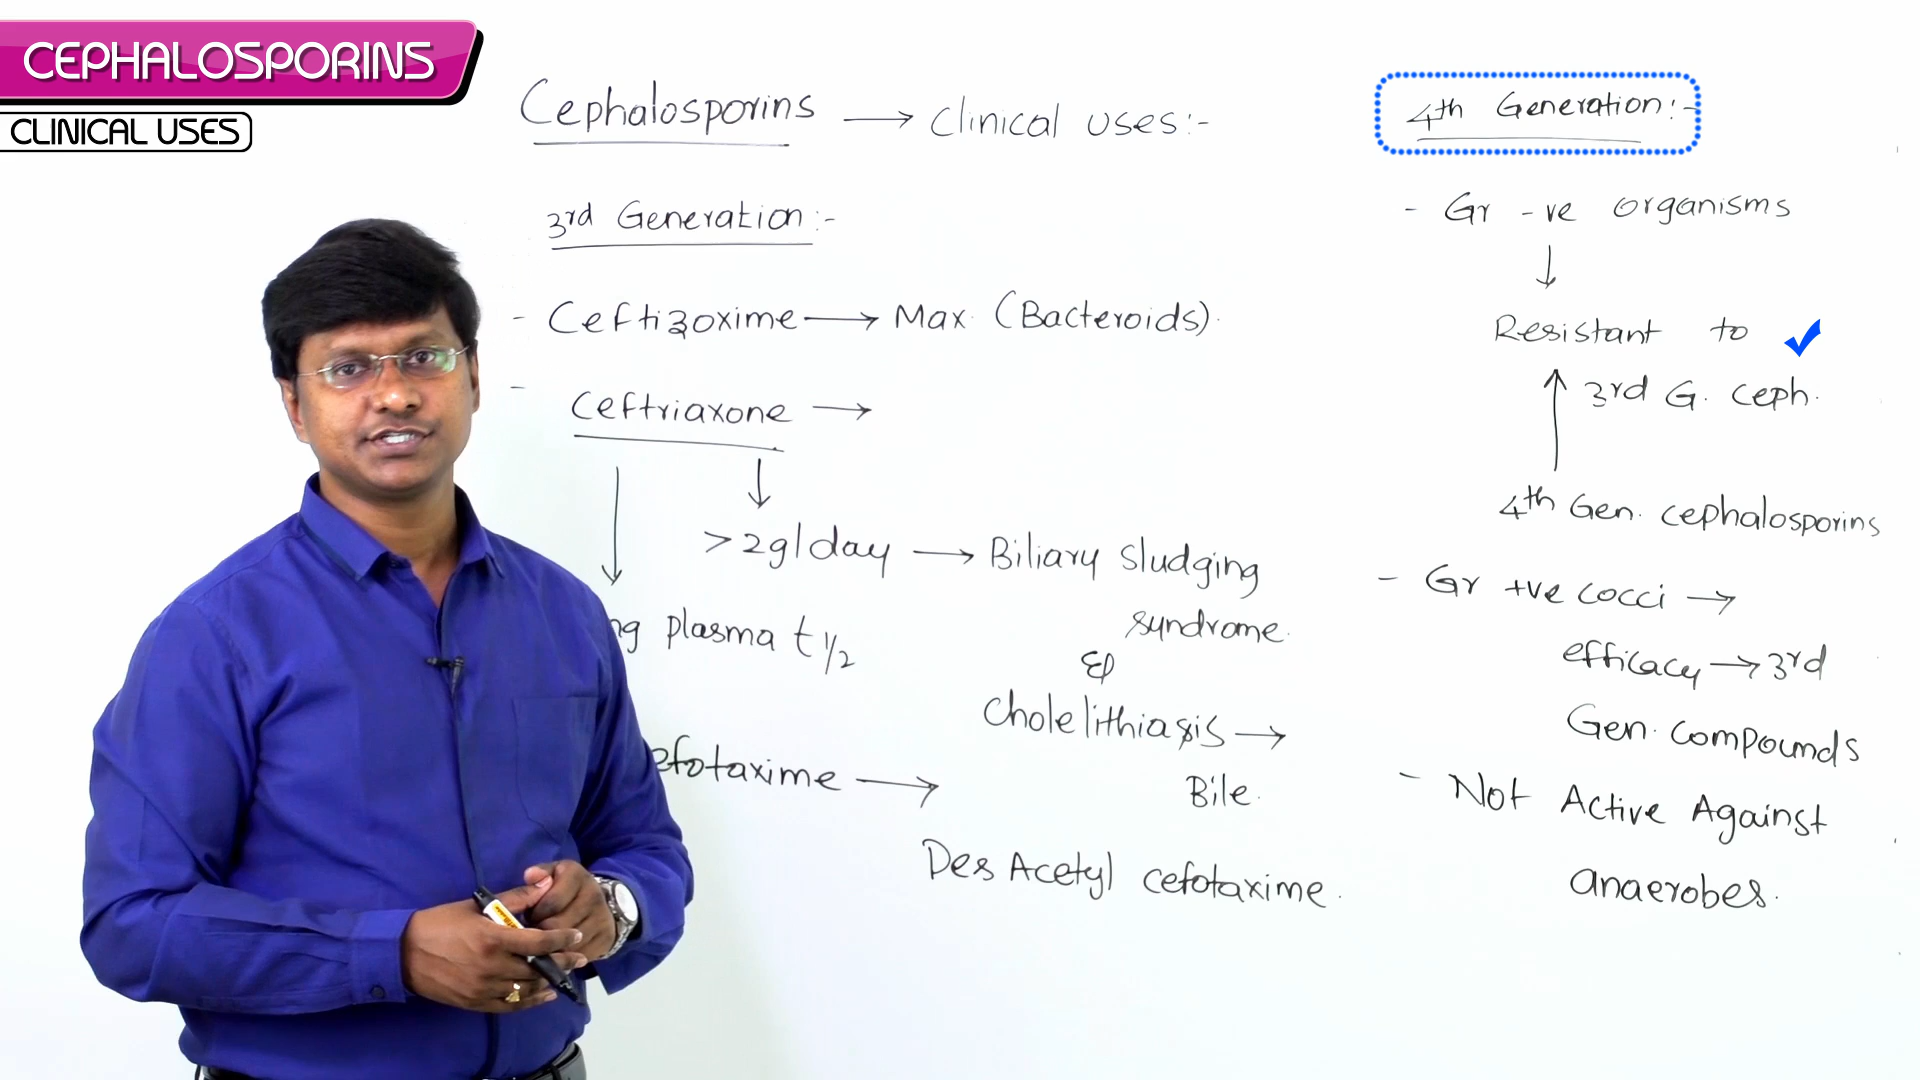 CEPHALOSPORINS
CLINICAL USES
Cephalosporins → Clinical uses:-
3rd Generation:-
- Ceftizoxime → Max (Bacteroids).
- Ceftriaxone →
>2g/day → Biliary sludging
syndrome.
&
Cholelithiasis →
Bile.
plasma t 1/2
efotaxime →
Des Acetyl cefotaxime.
4th Generation:-
- Gr -ve organisms
↓
Resistant to
↑ 3rd G. ceph.
4th Gen. cephalosporins
- Gr +ve cocci →
efficacy → 3rd
Gen. compounds
- Not Active Against
anaerobes.